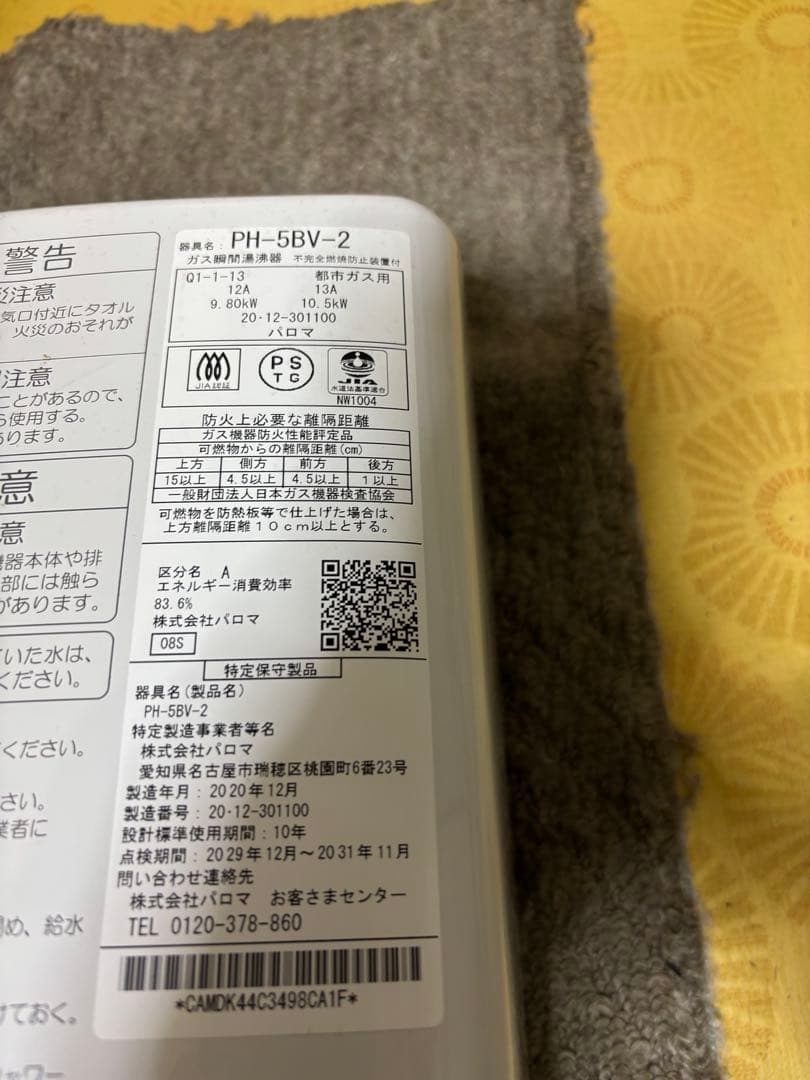 警告
災注意
気口付近にタオル
火災のおそれが
注意
ことがあるので、
ら使用する。
あります。
意
意
機器本体や排
部には触ら
があります。
ていた水は、
ください。
ください。
さい。
業者に
給水
けておく。
器具名: PH-5BV-2
ガス瞬間湯沸器 不完全燃焼防止装置付
Q1-1-13 都市ガス用
12A 13A
9.80kW 10.5kW
20・12-301100
パロマ
JIA
PS
TG
JIA
水道法基準適合
NW1004
防火上必要な離隔距離
ガス機器防火性能評定品
可燃物からの離隔距離(cm)
上方 側方 前方 後方
15以上 4.5以上 4.5以上 1以上
一般財団法人日本ガス機器検査協会
可燃物を防熱板等で仕上げた場合は、
上方離隔距離10cm以上とする。
区分名 A
エネルギー消費効率
83.6%
株式会社パロマ
08S
特定保守製品
器具名(製品名)
PH-5BV-2
特定製造事業者等名
株式会社パロマ
愛知県名古屋市瑞穂区桃園町6番23号
製造年月: 2020年12月
製造番号: 20・12-301100
設計標準使用期間: 10年
点検期間: 2029年12月～2031年11月
問い合わせ連絡先
株式会社パロマ お客さまセンター
TEL 0120-378-860
*CAMDK44C3498CA1F*